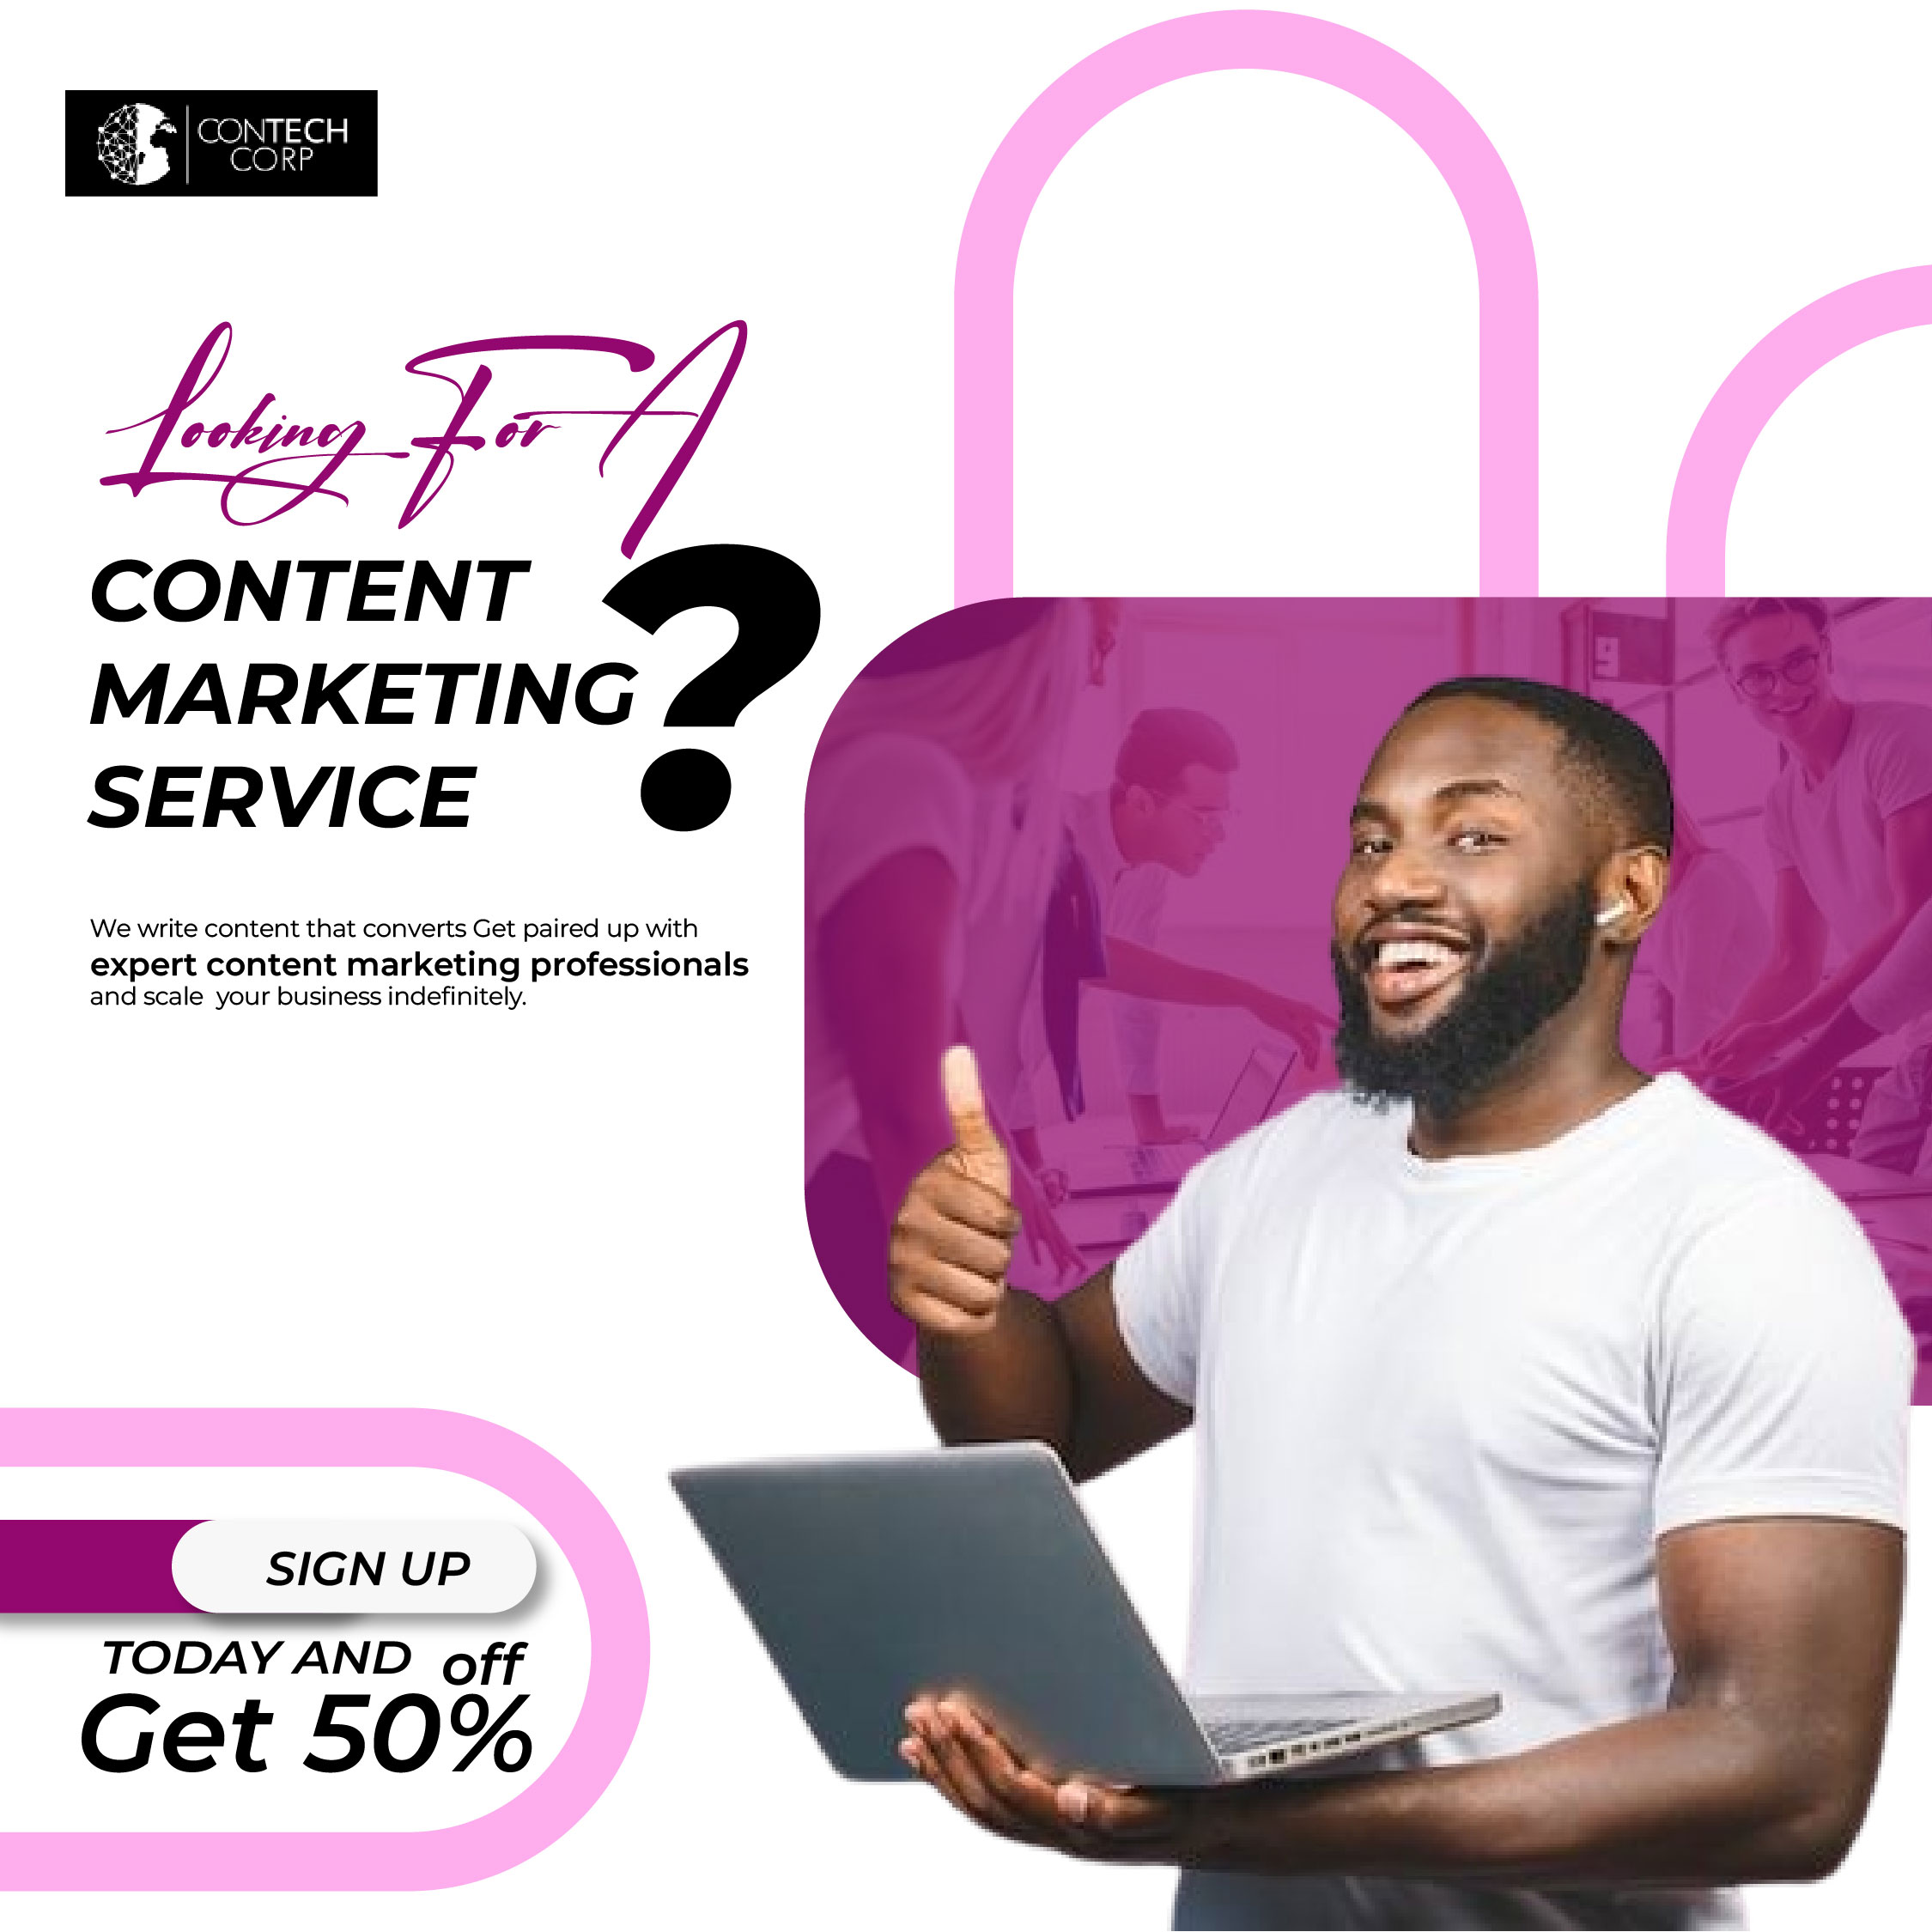 CONTECH
CORP
Looking For A
CONTENT
MARKETING
SERVICE ?
We write content that converts Get paired up with
expert content marketing professionals
and scale your business indefinitely.
SIGN UP
TODAY AND off
Get 50%